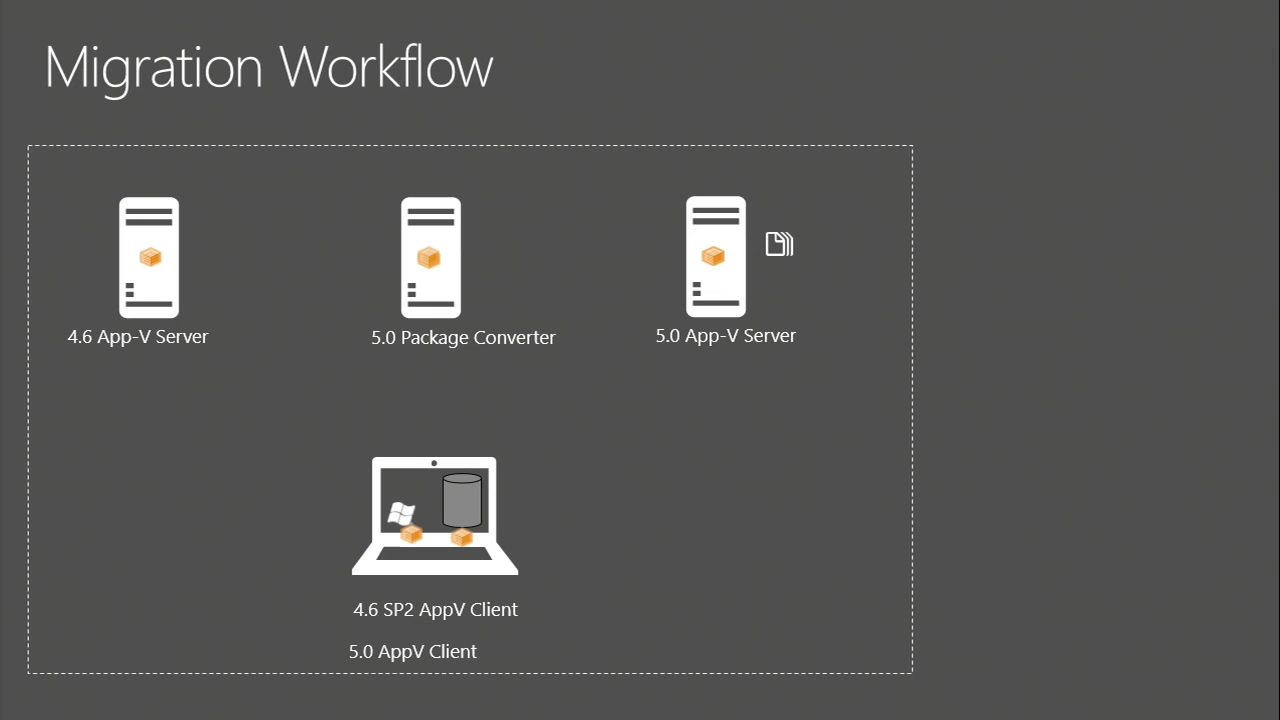 Migration Workflow
4.6 App-V Server
5.0 Package Converter
5.0 App-V Server
4.6 SP2 AppV Client
5.0 AppV Client